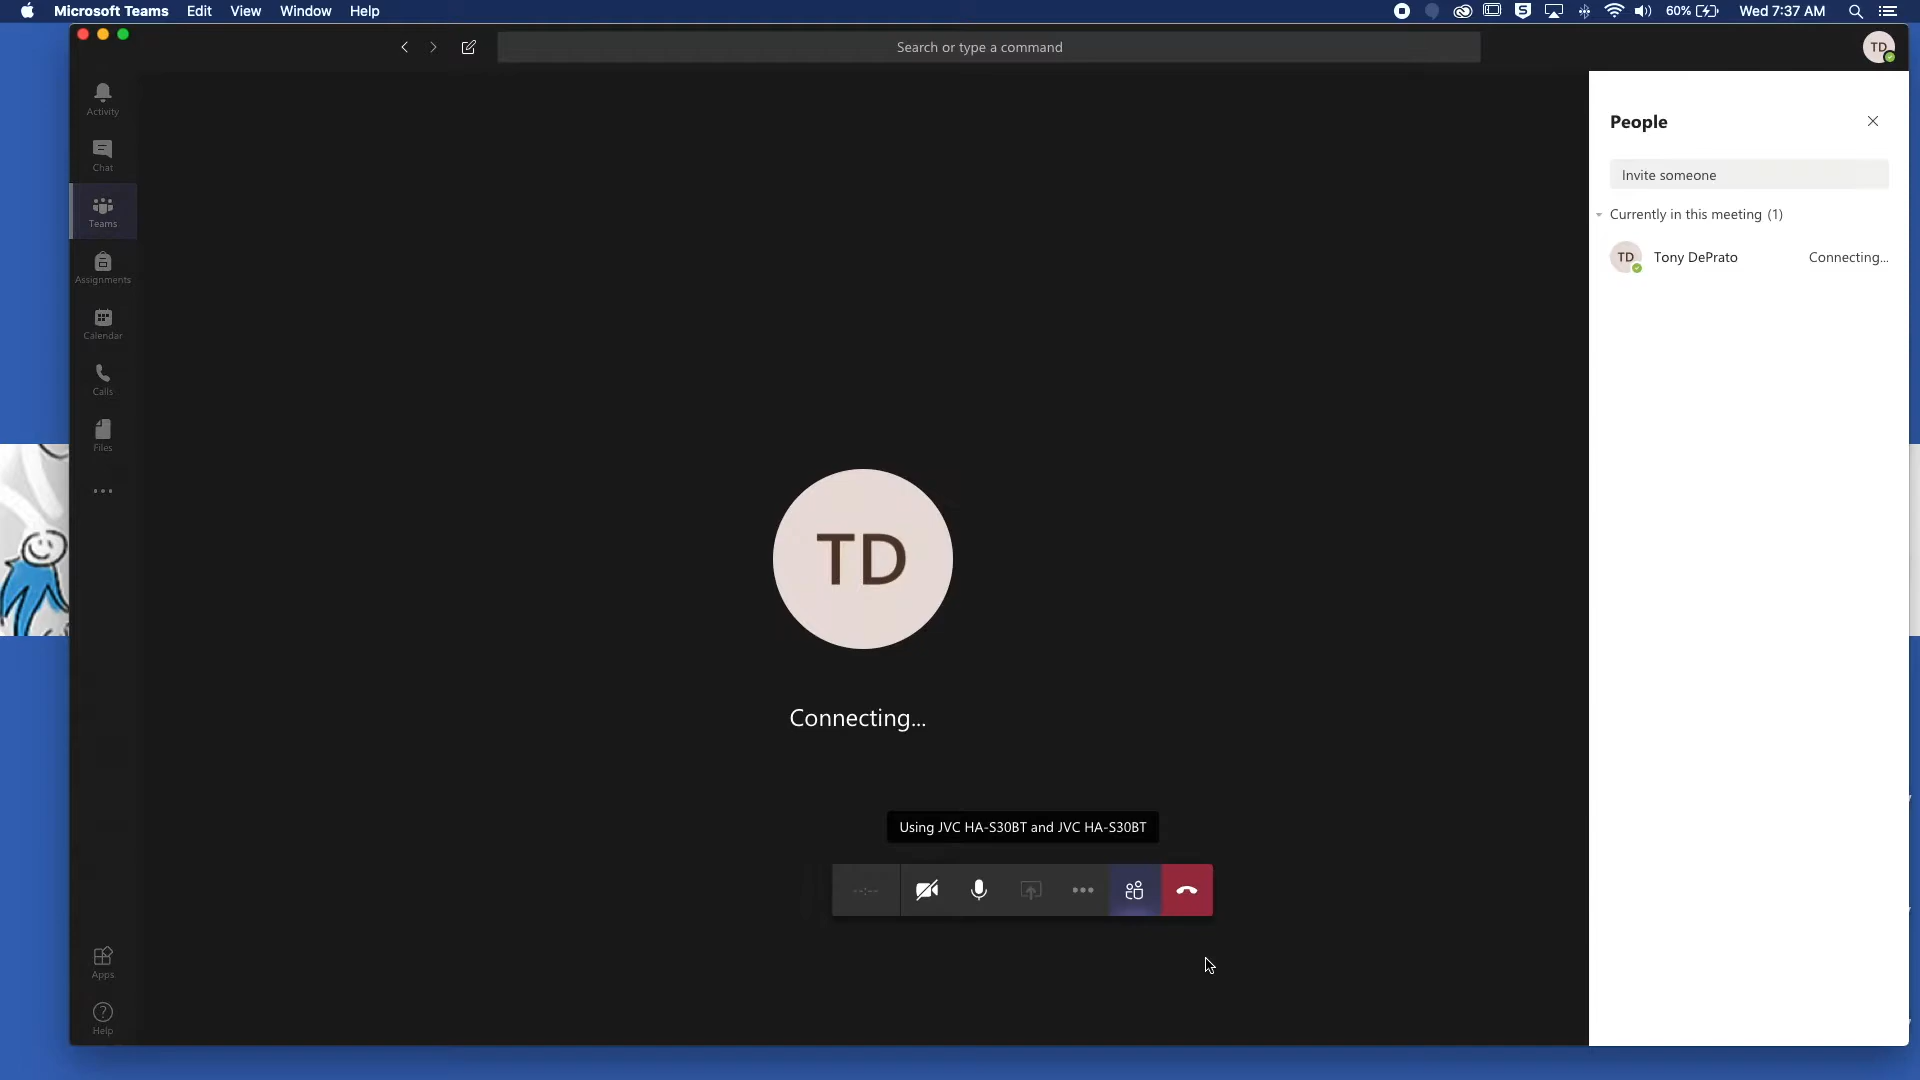 Microsoft Teams Edit View Window Help 60% Wed 7:37 AM
Search or type a command
TD
Activity
Chat
Teams
Assignments
Calendar
Calls
Files
Apps
Help
TD
Connecting...
Using JVC HA-S30BT and JVC HA-S30BT
--:--
People
Invite someone
Currently in this meeting (1)
TD Tony DePrato Connecting...